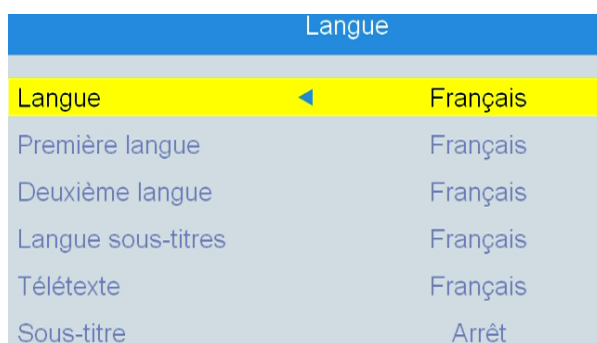 Langue
Langue Français
Première langue Français
Deuxième langue Français
Langue sous-titres Français
Télétexte Français
Sous-titre Arrêt